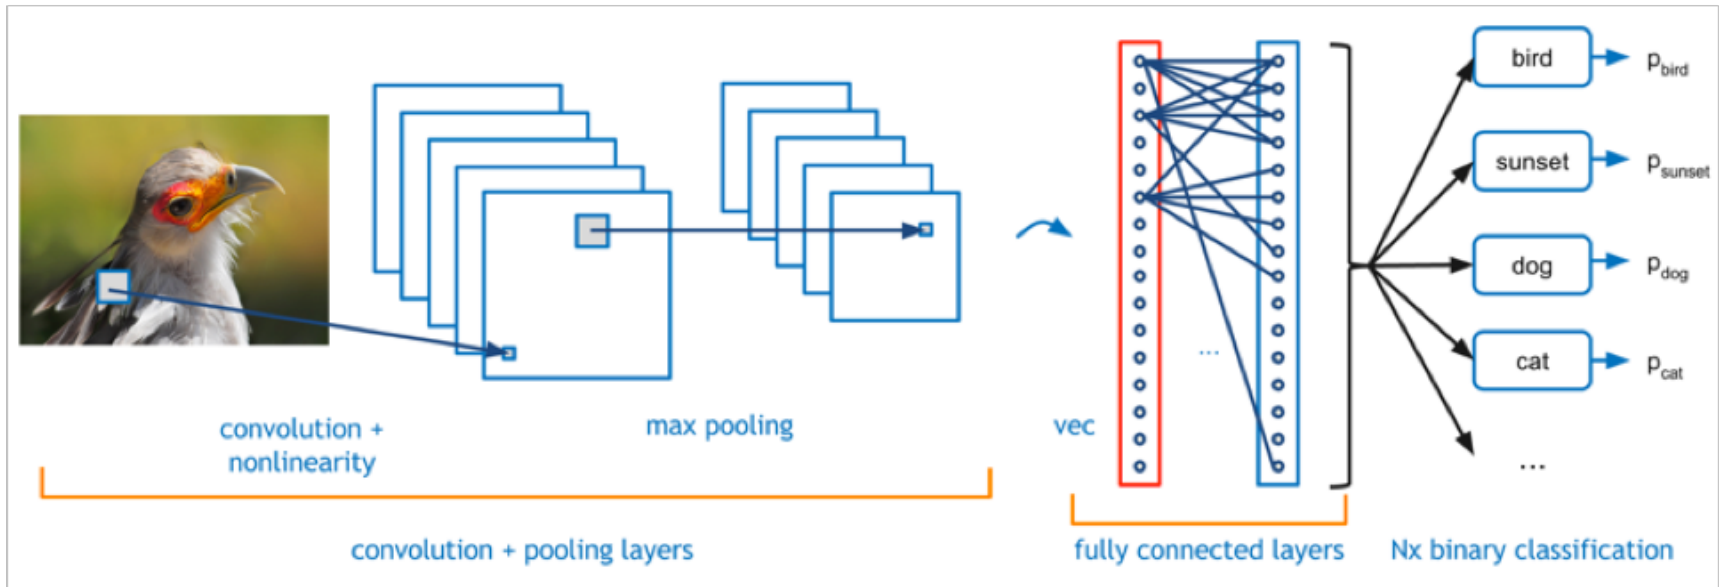 convolution +
nonlinearity
max pooling
vec
convolution + pooling layers
fully connected layers
Nx binary classification
...
bird
p_bird
sunset
p_sunset
dog
p_dog
cat
p_cat
...